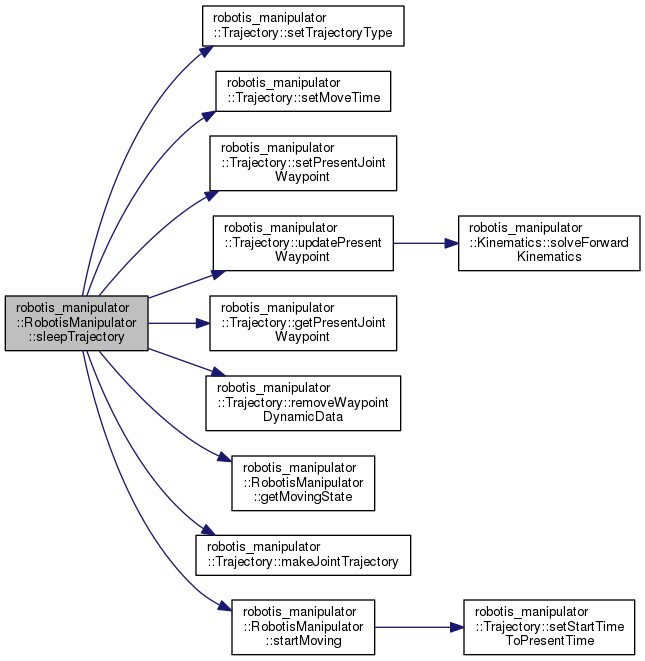 robotis_manipulator
::Trajectory::setTrajectoryType
robotis_manipulator
::Trajectory::setMoveTime
robotis_manipulator
::Trajectory::setPresentJoint
Waypoint
robotis_manipulator
::Trajectory::updatePresent
Waypoint
robotis_manipulator
::Kinematics::solveForward
Kinematics
robotis_manipulator
::RobotisManipulator
::sleepTrajectory
robotis_manipulator
::Trajectory::getPresentJoint
Waypoint
robotis_manipulator
::Trajectory::removeWaypoint
DynamicData
robotis_manipulator
::RobotisManipulator
::getMovingState
robotis_manipulator
::Trajectory::makeJointTrajectory
robotis_manipulator
::RobotisManipulator
::startMoving
robotis_manipulator
::Trajectory::setStartTime
ToPresentTime